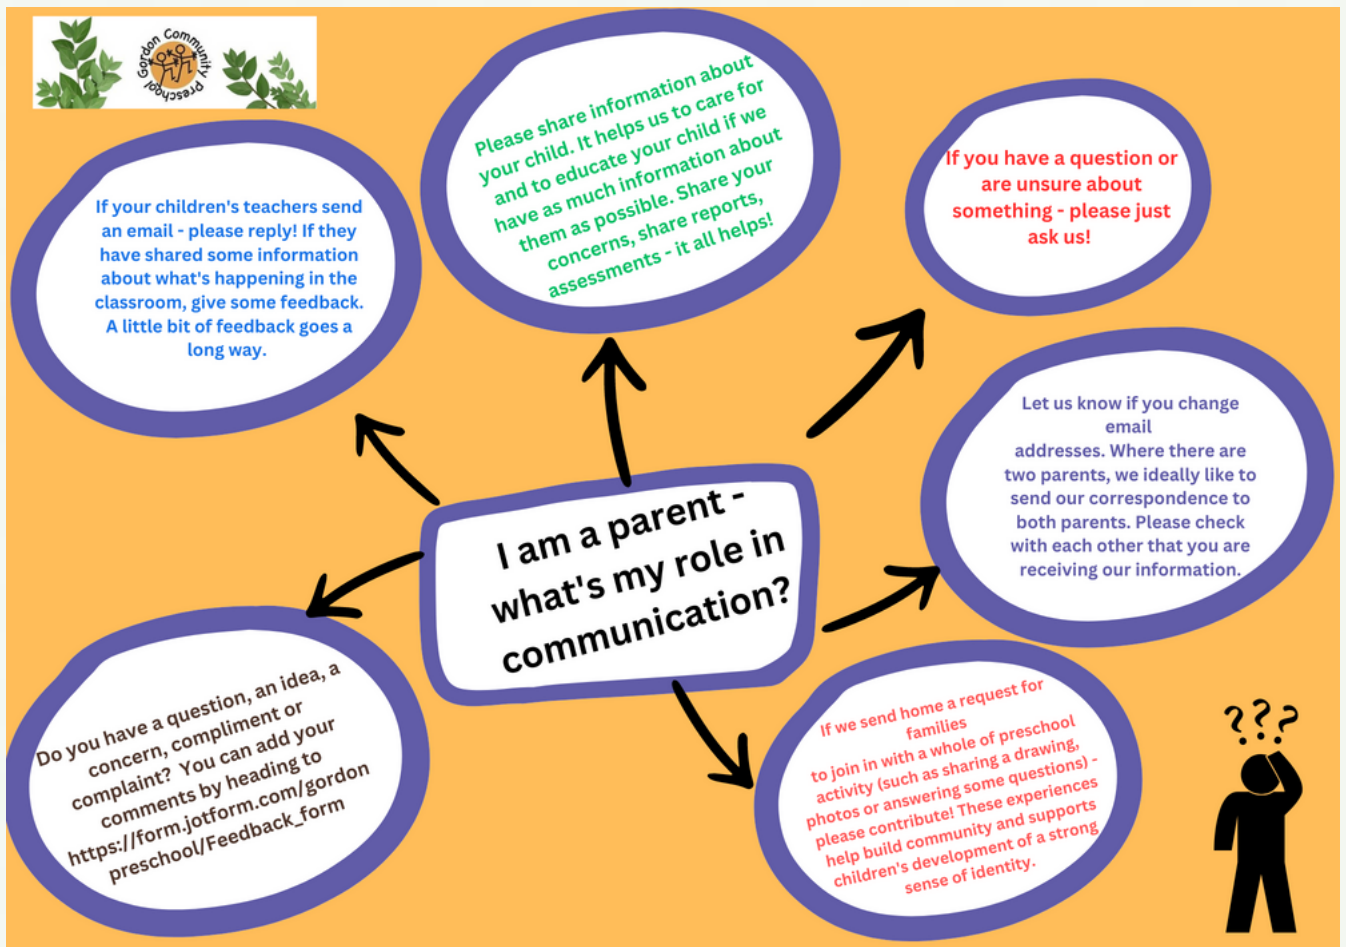 Gordon Community Preschool
If your children's teachers send
an email - please reply! If they
have shared some information
about what's happening in the
classroom, give some feedback.
A little bit of feedback goes a
long way.
Please share information about
your child. It helps us to care for
and to educate your child if we
have as much information about
them as possible. Share your
concerns, share reports,
assessments - it all helps!
If you have a question or
are unsure about
something - please just
ask us!
Let us know if you change
email
addresses. Where there are
two parents, we ideally like to
send our correspondence to
both parents. Please check
with each other that you are
receiving our information.
I am a parent -
what's my role in
communication?
Do you have a question, an idea, a
concern, compliment or
complaint? You can add your
comments by heading to
https://form.jotform.com/gordon
preschool/Feedback_form
If we send home a request for
families
to join in with a whole of preschool
activity (such as sharing a drawing,
photos or answering some questions) -
please contribute! These experiences
help build community and supports
children's development of a strong
sense of identity.
???